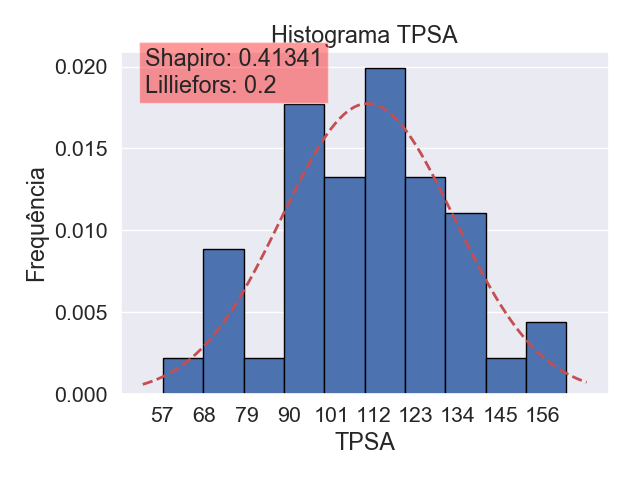 Histograma TPSA
Shapiro: 0.41341
Lilliefors: 0.2
Frequência
0.020
0.015
0.010
0.005
0.000
57 68 79 90 101 112 123 134 145 156
TPSA